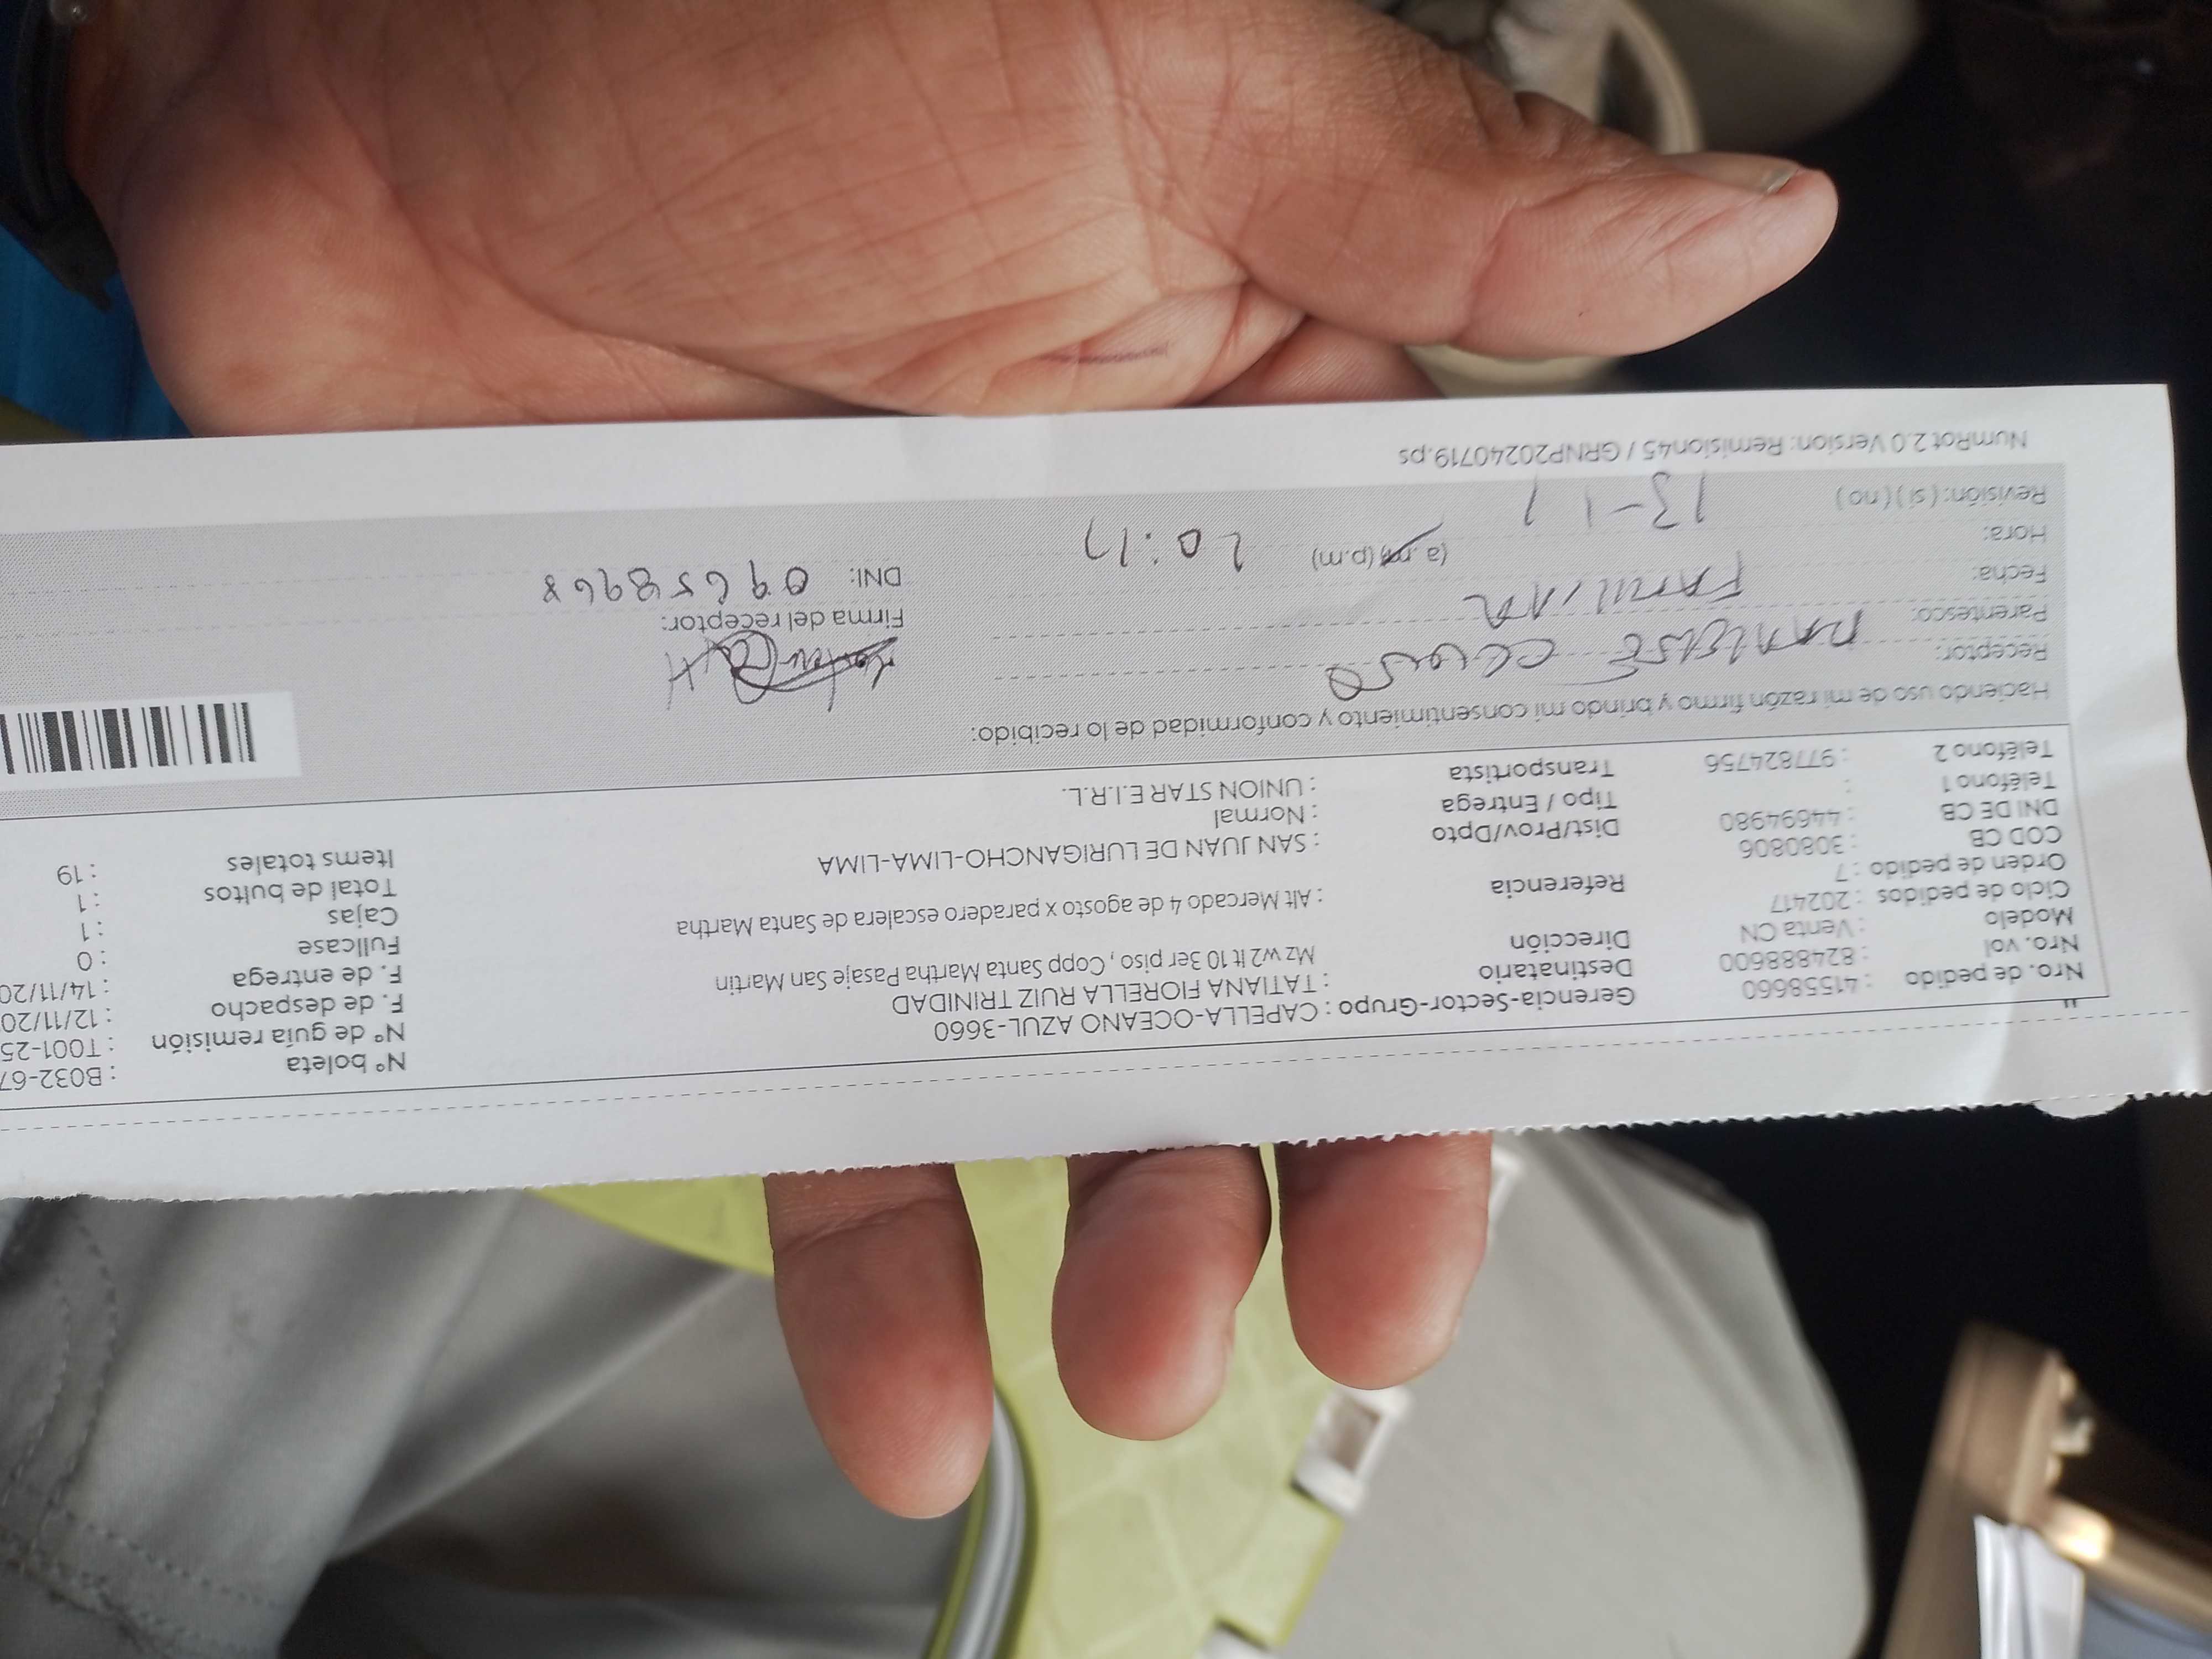 Nº boleta : B032-67
Nº de guía remisión : T001-25
F. de despacho : 12/11/20
F. de entrega : 14/11/20
Fullcase : 0
Cajas : 1
Total de bultos : 1
Items totales : 19
Gerencia-Sector-Grupo : CAPELLA-OCEANO AZUL-3660
Destinatario : TATIANA FIORELLA RUIZ TRINIDAD
Dirección Mz w2 lt 10 3er piso , Copp Santa Martha Pasaje San Martin
Referencia : Alt Mercado 4 de agosto x paradero escalera de Santa Martha
Dist/Prov/Dpto : SAN JUAN DE LURIGANCHO-LIMA-LIMA
Tipo / Entrega : Normal
Transportista : UNION STAR E.I.R.L.
Nro. de pedido : 41558660
Nro. vol : 824888600
Modelo : Venta CN
Ciclo de pedidos : 202417
Orden de pedido : 7
COD CB : 3080806
DNI DE CB : 44694980
Teléfono 1 :
Teléfono 2 : 977824756
Haciendo uso de mi razón firmo y brindo mi consentimiento y conformidad de lo recibido:
Receptor:
Parentesco: FAMILIAR
Fecha:
Hora: (a.m)(p.m)
Revisión: ( si ) ( no )
Firma del receptor:
DNI: 09658968
NumRot 2.0 Version: Remision45 / GRNP20240719.ps